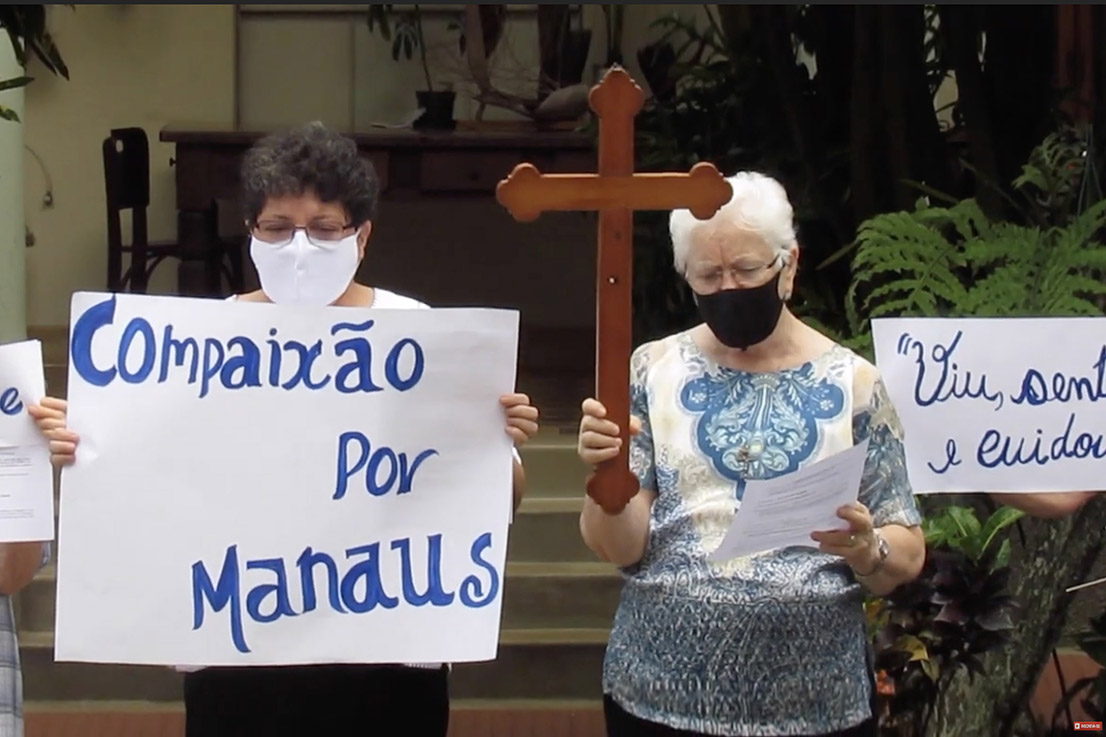 e
Compaixão
Por
Manaus
"Viu, sent
e cuidou